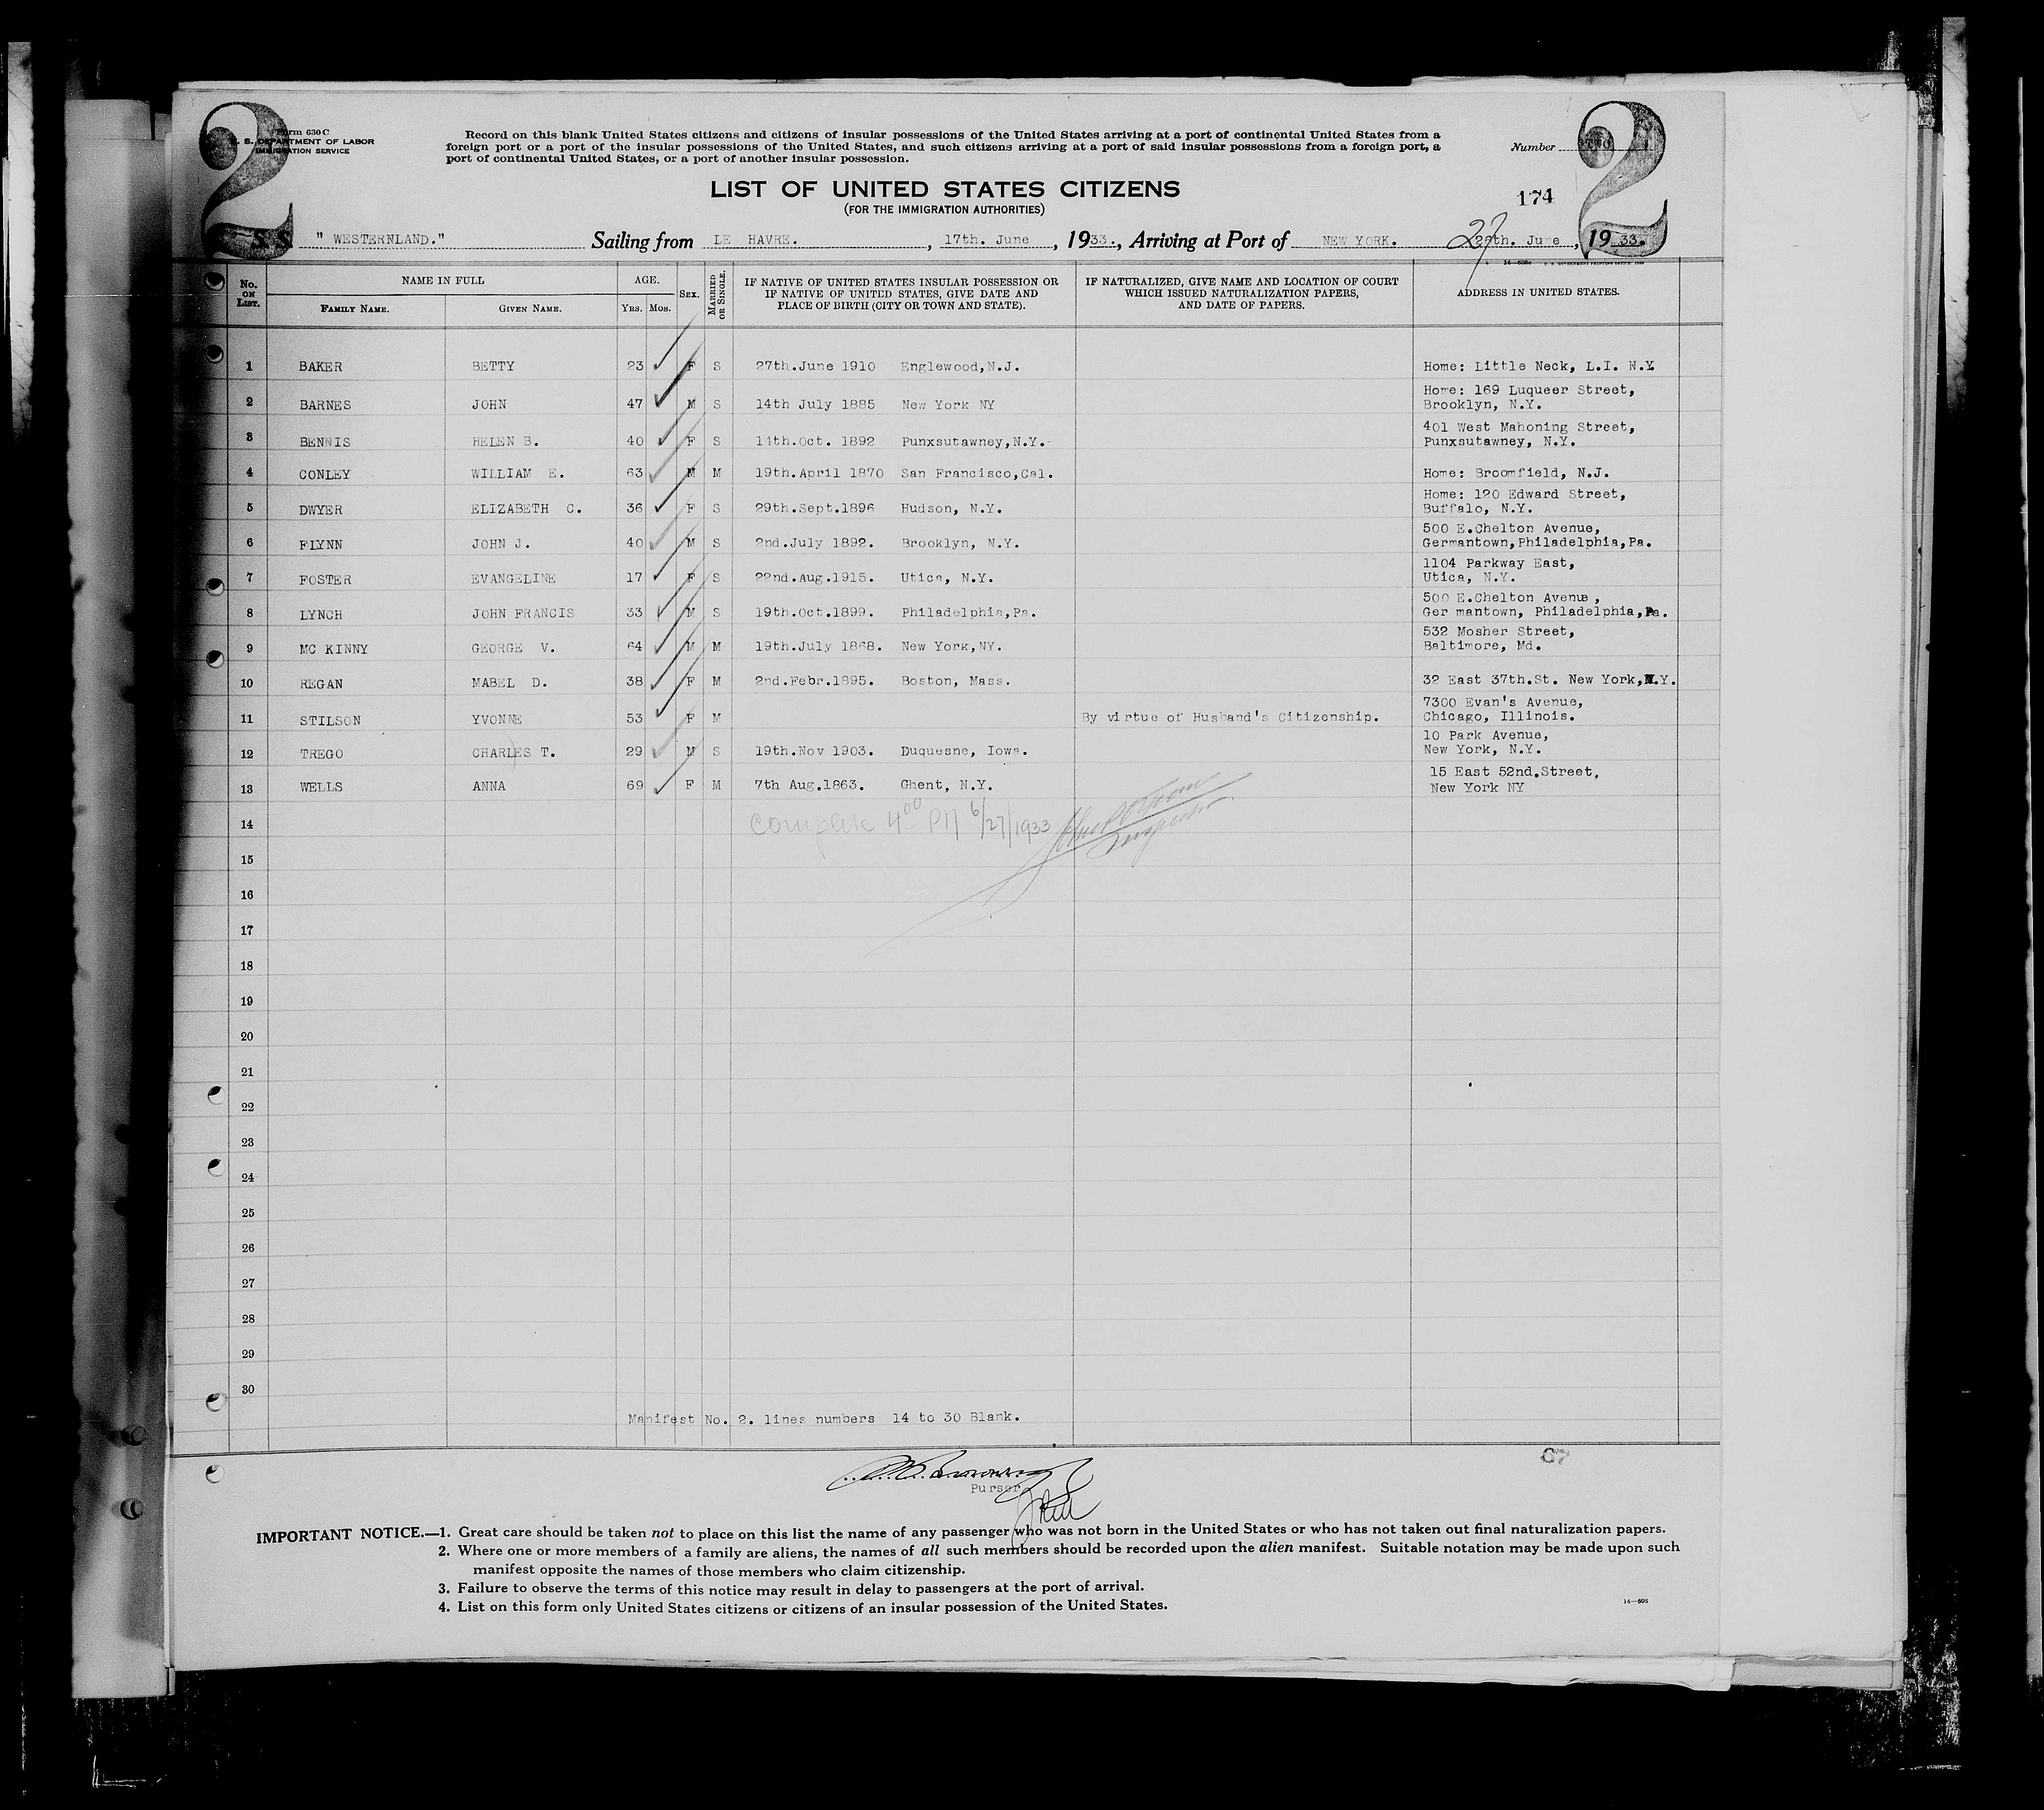 2 2
Form 630 C
U. S. DEPARTMENT OF LABOR
IMMIGRATION SERVICE
Record on this blank United States citizens and citizens of insular possessions of the United States arriving at a port of continental United States from a
foreign port or a port of the insular possessions of the United States, and such citizens arriving at a port of said insular possessions from a foreign port, a
port of continental United States, or a port of another insular possession.
Number TWO
LIST OF UNITED STATES CITIZENS
(FOR THE IMMIGRATION AUTHORITIES)
174
S. S. " WESTERNLAND." Sailing from LE HAVRE. , 17th. June , 1933., Arriving at Port of NEW YORK. 27 26th. June , 1933.
No. ON LIST. NAME IN FULL AGE. SEX. MARRIED OR SINGLE. IF NATIVE OF UNITED STATES INSULAR POSSESSION OR IF NATIVE OF UNITED STATES, GIVE DATE AND PLACE OF BIRTH (CITY OR TOWN AND STATE). IF NATURALIZED, GIVE NAME AND LOCATION OF COURT WHICH ISSUED NATURALIZATION PAPERS, AND DATE OF PAPERS. ADDRESS IN UNITED STATES.
FAMILY NAME. GIVEN NAME. YRS. MOS.
1 BAKER BETTY 23 F S 27th.June 1910 Englewood,N.J. Home: Little Neck, L.I. N.Y.
2 BARNES JOHN 47 M S 14th July 1885 New York NY Home: 169 Luqueer Street,
Brooklyn, N.Y.
3 BENNIS HELEN B. 40 F S 14th.Oct. 1892 Punxsutawney,N.Y. 401 West Mahoning Street,
Punxsutawney, N.Y.
4 CONLEY WILLIAM E. 63 M M 19th.April 1870 San Francisco,Cal. Home: Broomfield, N.J.
5 DWYER ELIZABETH C. 36 F S 29th.Sept.1896 Hudson, N.Y. Home: 120 Edward Street,
Buffalo, N.Y.
6 FLYNN JOHN J. 40 M S 2nd.July 1892. Brooklyn, N.Y. 500 E.Chelton Avenue,
Germantown,Philadelphia,Pa.
7 FOSTER EVANGELINE 17 F S 22nd.Aug.1915. Utica, N.Y. 1104 Parkway East,
Utica, N.Y.
8 LYNCH JOHN FRANCIS 33 M S 19th.Oct.1899. Philadelphia,Pa. 500 E.Chelton Avenue,
Ger mantown, Philadelphia,Pa.
9 MC KINNY GEORGE V. 64 M M 19th.July 1868. New York,NY. 532 Mosher Street,
Baltimore, Md.
10 REGAN MABEL D. 38 F M 2nd.Febr.1895. Boston, Mass. 32 East 37th.St. New York,N.Y.
11 STILSON YVONNE 53 F M By virtue of Husband's Citizenship. 7300 Evan's Avenue,
Chicago, Illinois.
12 TREGO CHARLES T. 29 M S 19th.Nov 1903. Duquesne, Iowa. 10 Park Avenue,
New York, N.Y.
13 WELLS ANNA 69 F M 7th Aug.1863. Ghent, N.Y. 15 East 52nd.Street,
New York NY
14 Complete 4 00 PM 6/27/1933
Inspector
15
16
17
18
19
20
21
22
23
24
25
26
27
28
29
30
Manifest No. 2. lines numbers 14 to 30 Blank.
67
Purser
IMPORTANT NOTICE.—1. Great care should be taken not to place on this list the name of any passenger who was not born in the United States or who has not taken out final naturalization papers.
2. Where one or more members of a family are aliens, the names of all such members should be recorded upon the alien manifest. Suitable notation may be made upon such
manifest opposite the names of those members who claim citizenship.
3. Failure to observe the terms of this notice may result in delay to passengers at the port of arrival.
4. List on this form only United States citizens or citizens of an insular possession of the United States.